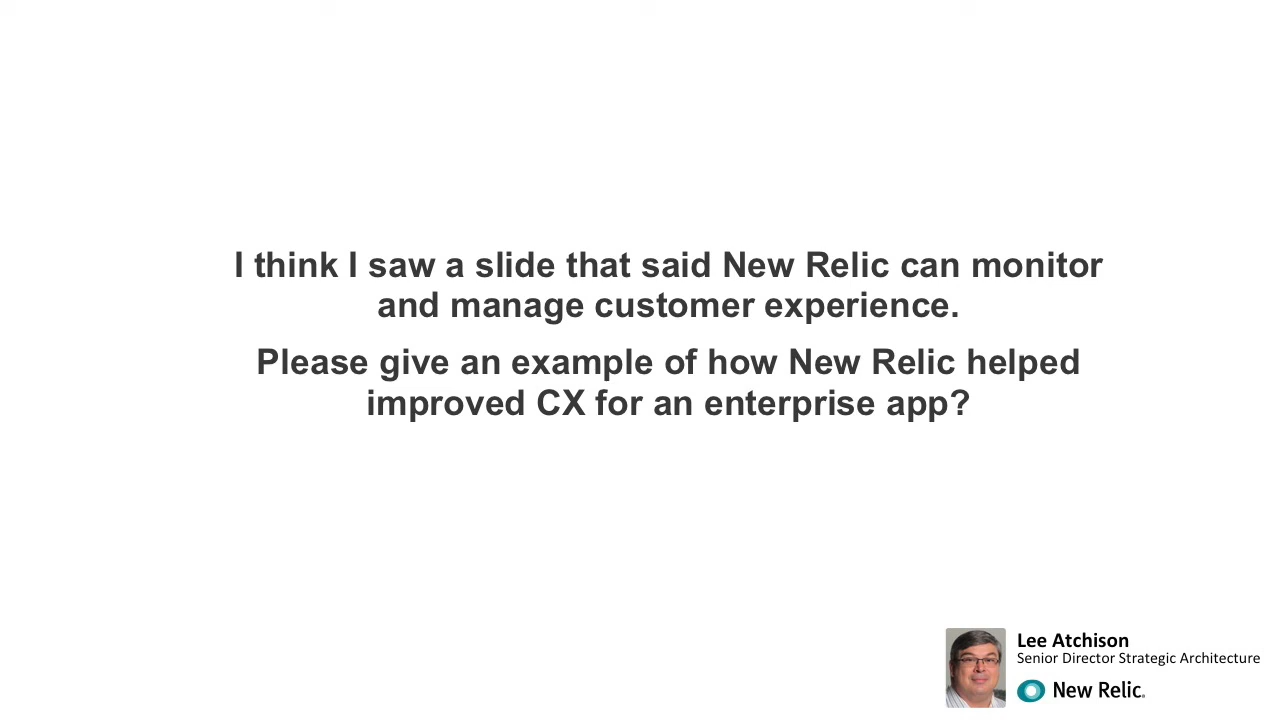 I think I saw a slide that said New Relic can monitor
and manage customer experience.
Please give an example of how New Relic helped
improved CX for an enterprise app?
Lee Atchison
Senior Director Strategic Architecture
New Relic.